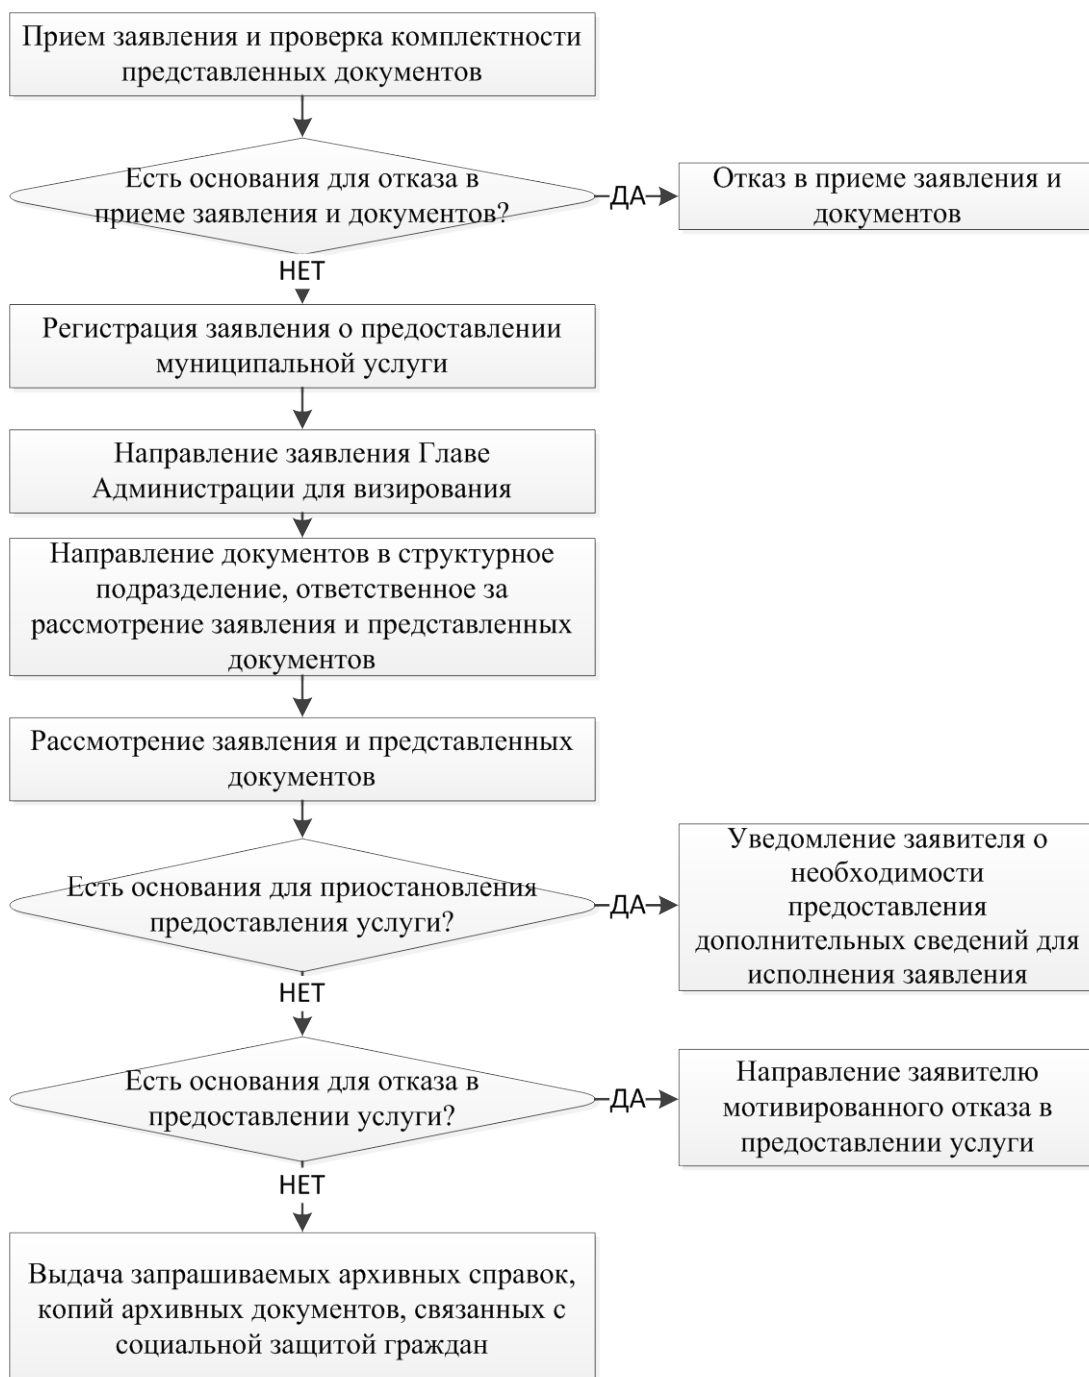 Прием заявления и проверка комплектности
представленных документов
Есть основания для отказа в
приеме заявления и документов?
ДА
Отказ в приеме заявления и
документов
НЕТ
Регистрация заявления о предоставлении
муниципальной услуги
Направление заявления Главе
Администрации для визирования
Направление документов в структурное
подразделение, ответственное за
рассмотрение заявления и представленных
документов
Рассмотрение заявления и представленных
документов
Есть основания для приостановления
предоставления услуги?
ДА
Уведомление заявителя о
необходимости
предоставления
дополнительных сведений для
исполнения заявления
НЕТ
Есть основания для отказа в
предоставлении услуги?
ДА
Направление заявителю
мотивированного отказа в
предоставлении услуги
НЕТ
Выдача запрашиваемых архивных справок,
копий архивных документов, связанных с
социальной защитой граждан